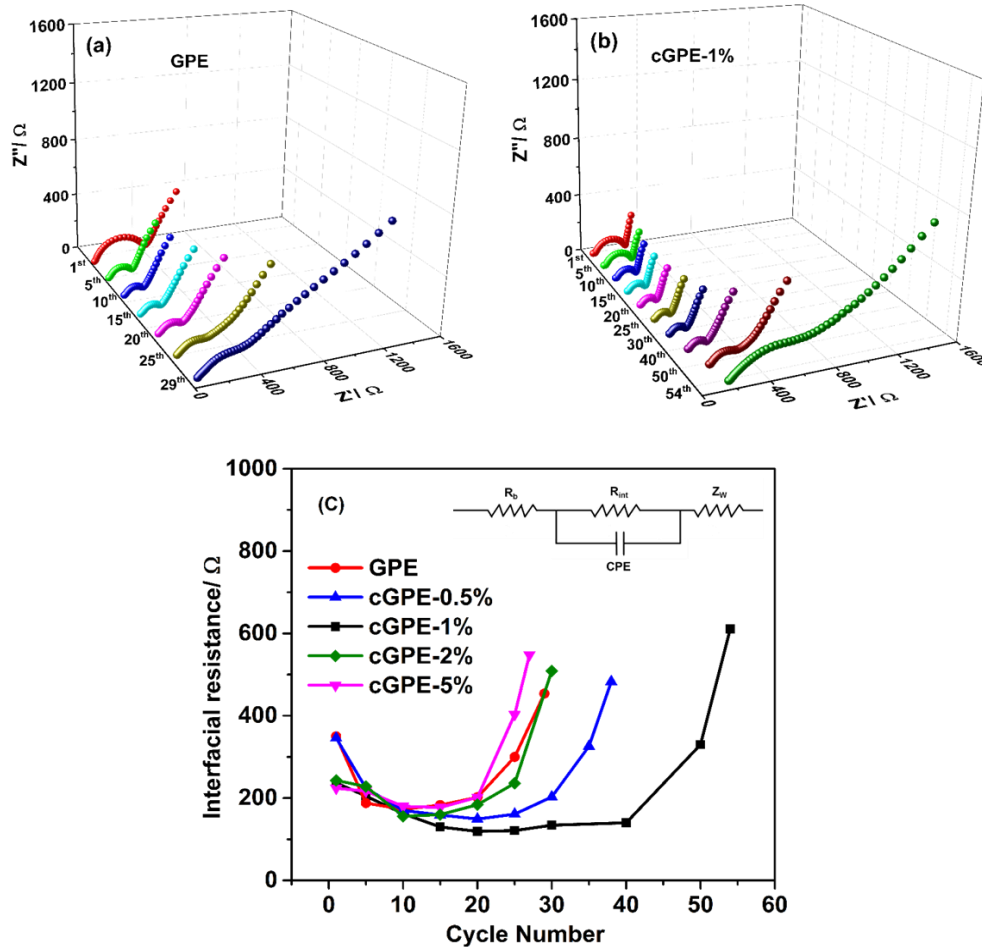 (a)
GPE
Z''/ Ω
1600
1200
800
400
0
1st
5th
10th
15th
20th
25th
29th
0
400
800
1200
1600
Z'/ Ω
(b)
cGPE-1%
Z''/ Ω
1600
1200
800
400
0
1st
5th
10th
15th
20th
25th
30th
40th
50th
54th
0
400
800
1200
1600
Z'/ Ω
(C)
Rb
Rint
Zw
CPE
GPE
cGPE-0.5%
cGPE-1%
cGPE-2%
cGPE-5%
Interfacial resistance/ Ω
1000
800
600
400
200
0
0 10 20 30 40 50 60
Cycle Number